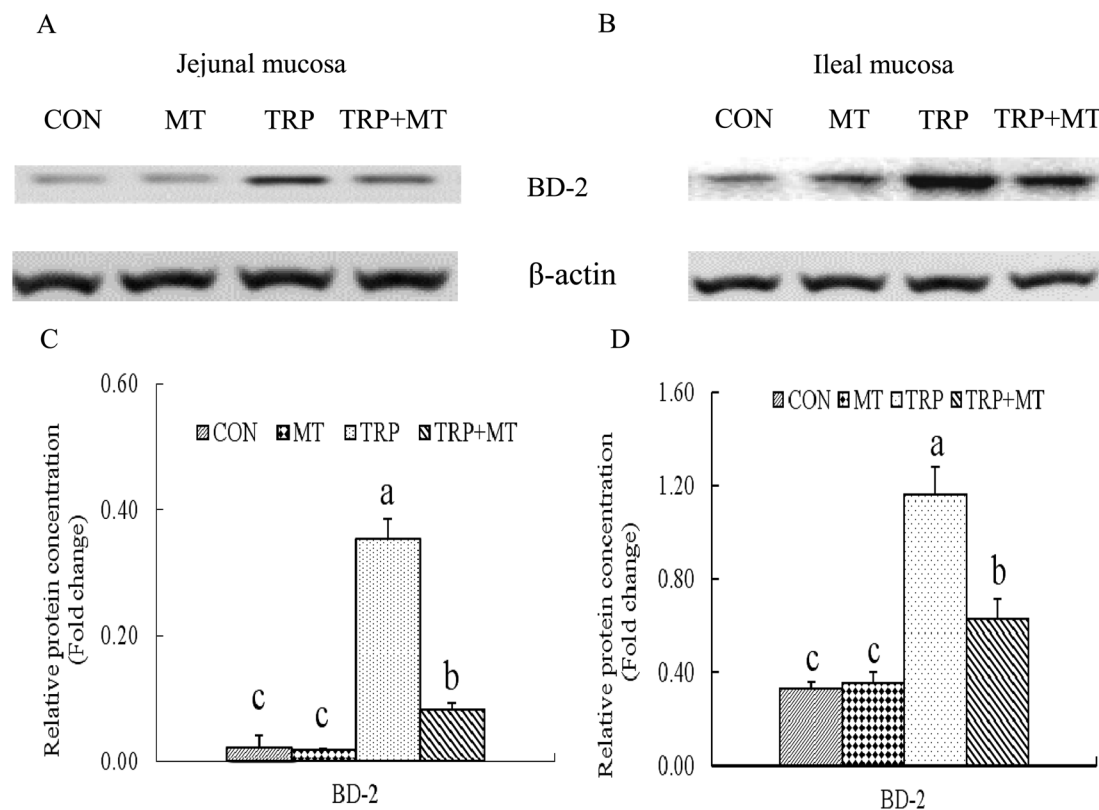 A
B
Jejunal mucosa
Ileal mucosa
CON MT TRP TRP+MT
CON MT TRP TRP+MT
BD-2
β-actin
C
D
Relative protein concentration
(Fold change)
0.60
0.40
0.20
0.00
CON MT TRP TRP+MT
c
c
a
b
BD-2
Relative protein concentration
(Fold change)
1.60
1.20
0.80
0.40
0.00
CON MT TRP TRP+MT
c
c
a
b
BD-2